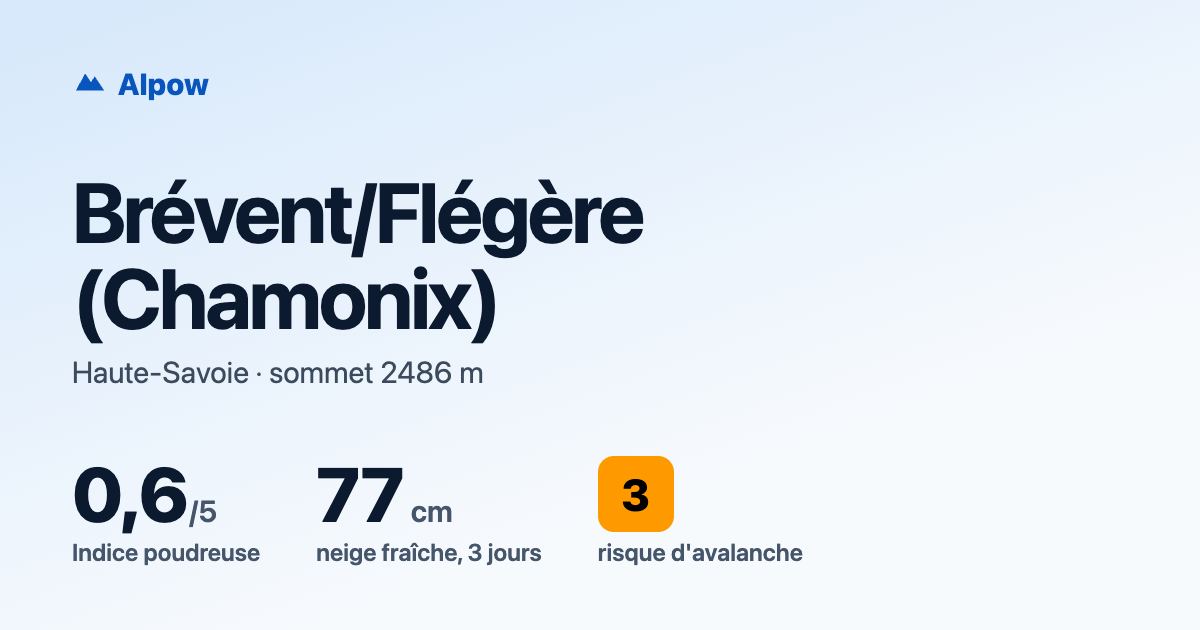 Alpow
Brévent/Flégère
(Chamonix)
Haute-Savoie · sommet 2486 m
0,6/5
77 cm
3
Indice poudreuse
neige fraîche, 3 jours
risque d'avalanche